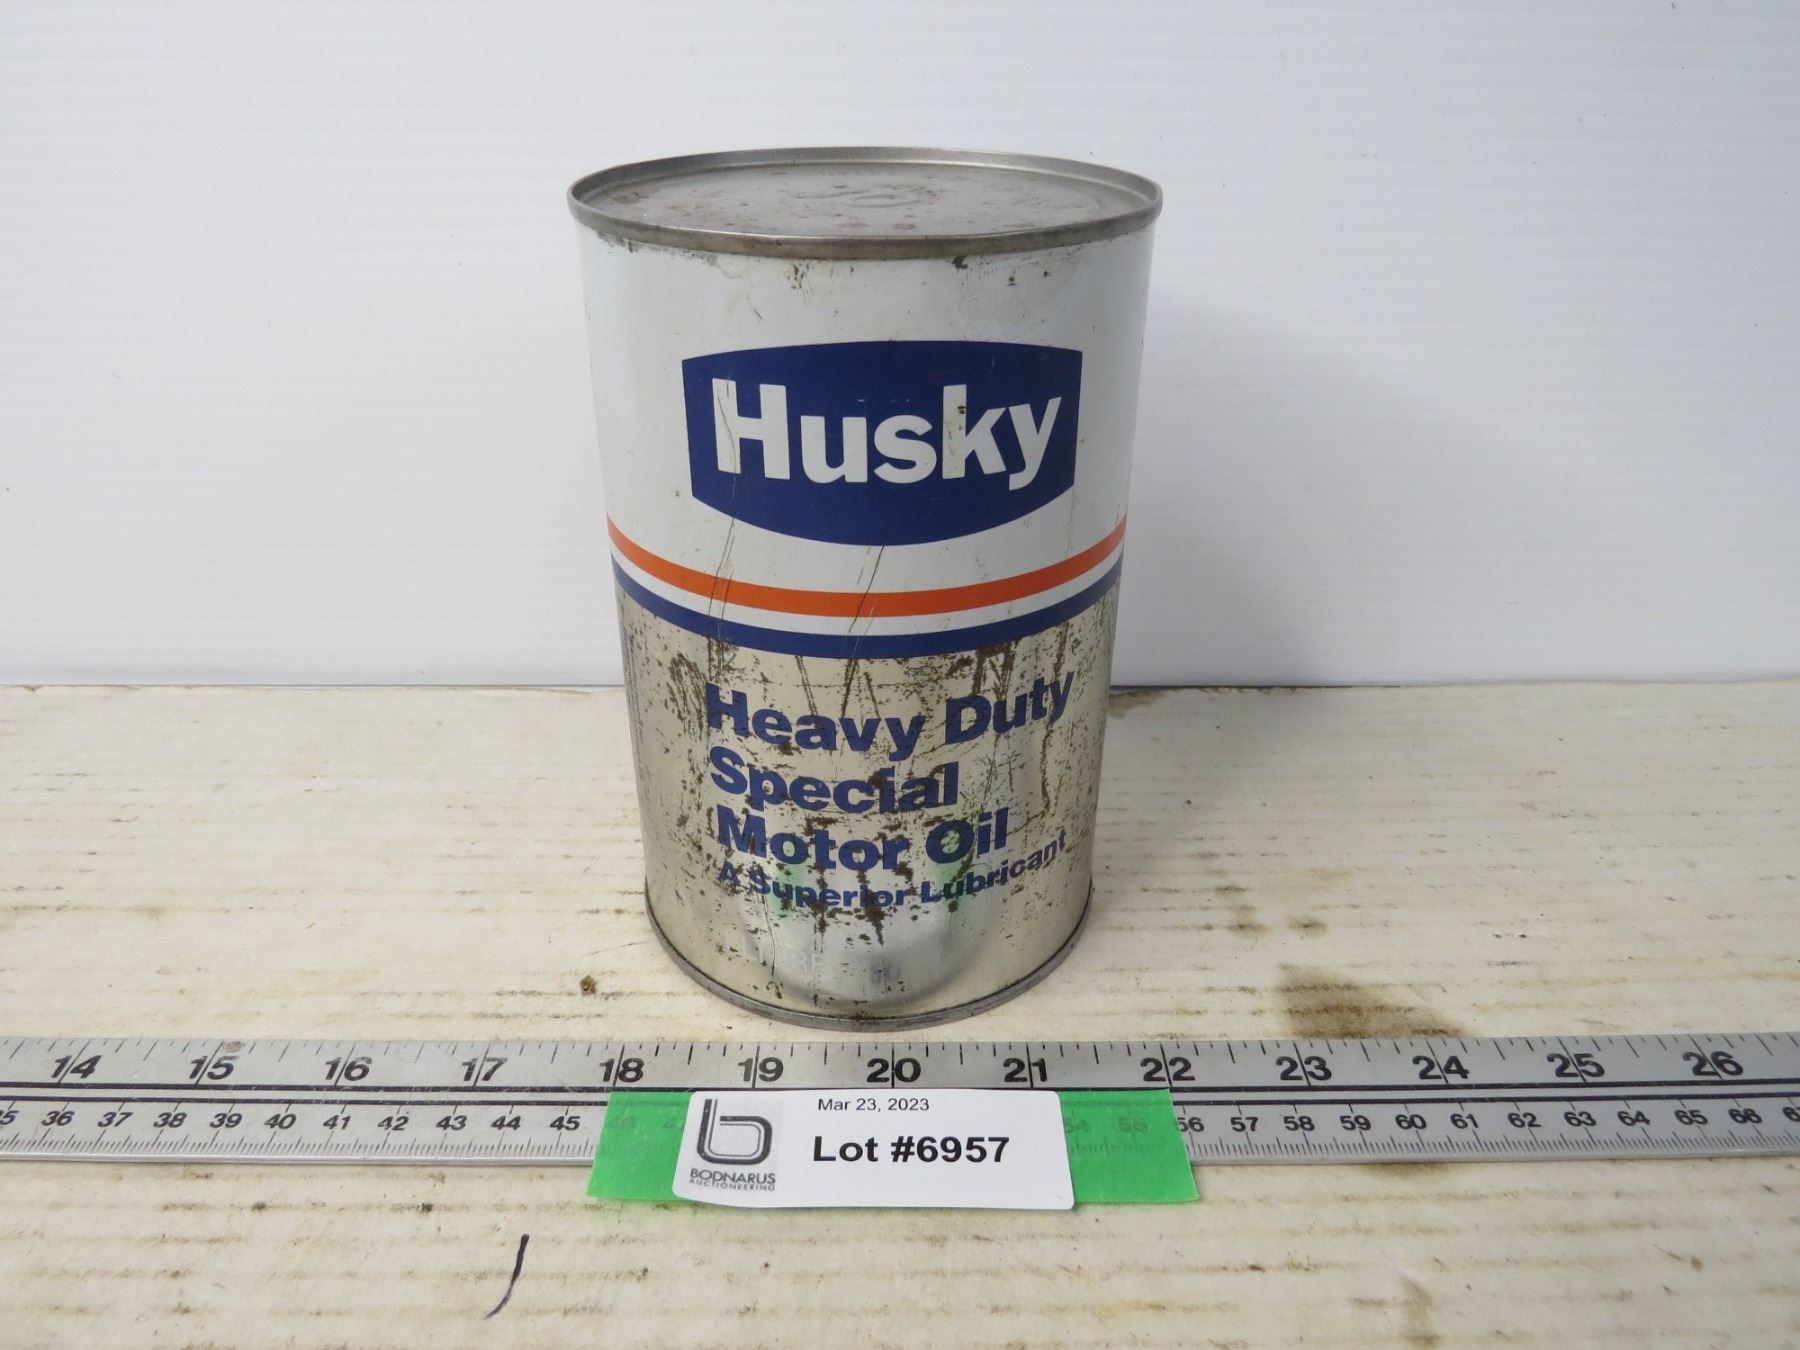 Husky
Heavy Duty
Special
Motor Oil
A Superior Lubricant
14 15 16 17 18 19 20 21 22 23 24 25 26
36 37 38 39 40 41 42 43 44 45 56 57 58 59 60 61 62 63 64 65 66
Mar 23, 2023
Lot #6957
BODNARUS
AUCTIONEERING